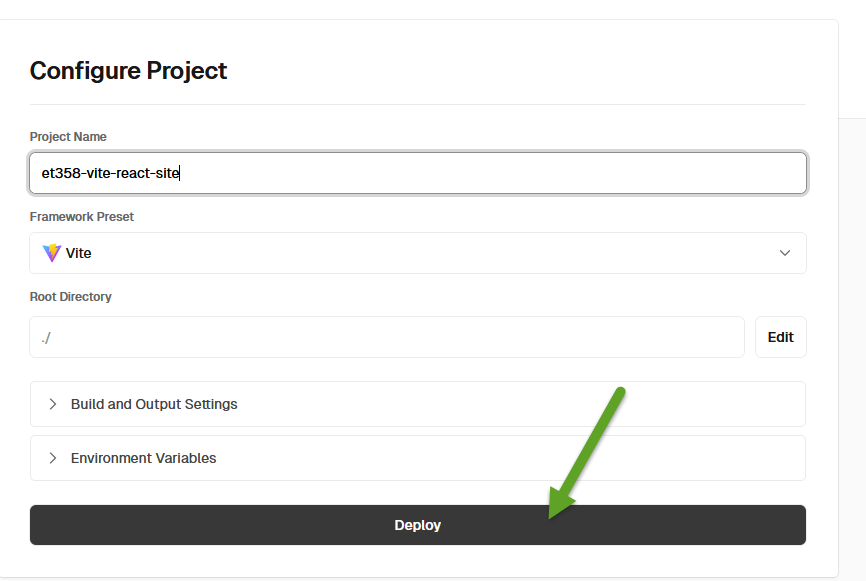 Configure Project
Project Name
et358-vite-react-site
Framework Preset
Vite
Root Directory
./
Edit
Build and Output Settings
Environment Variables
Deploy